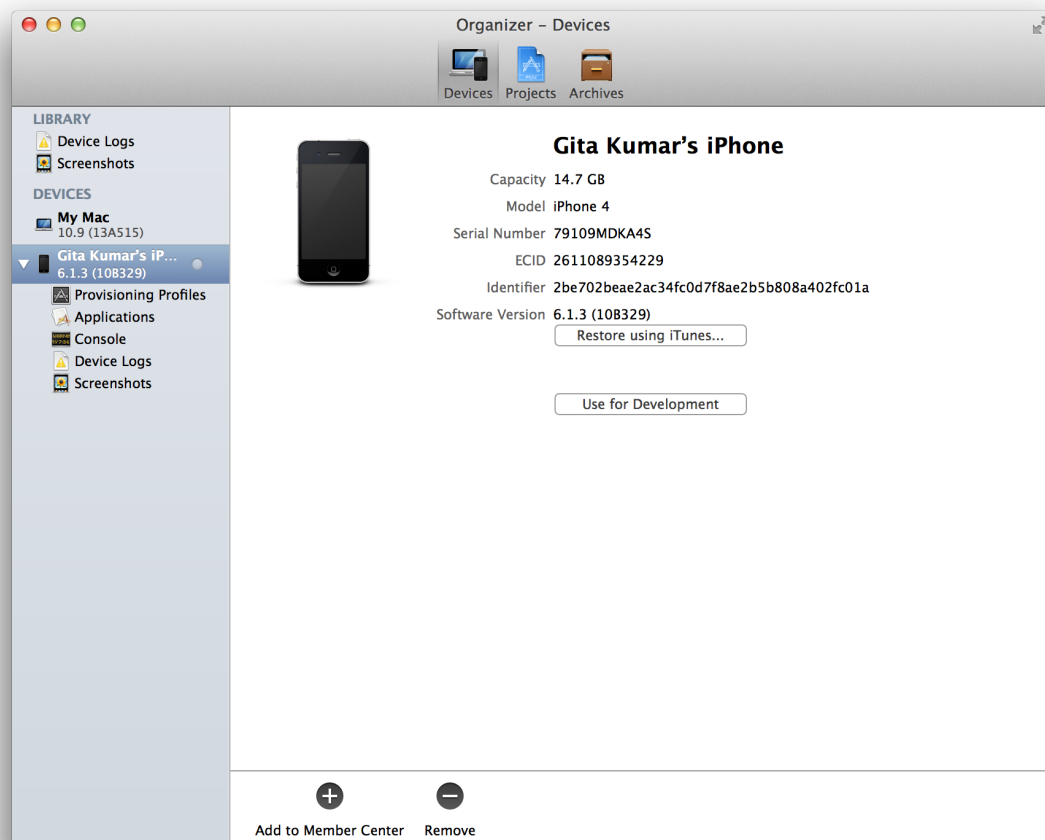 Organizer – Devices
Devices Projects Archives
LIBRARY
Device Logs
Screenshots
DEVICES
My Mac
10.9 (13A515)
Gita Kumar's iP...
6.1.3 (10B329)
Provisioning Profiles
Applications
Console
Device Logs
Screenshots
Gita Kumar’s iPhone
Capacity 14.7 GB
Model iPhone 4
Serial Number 79109MDKA4S
ECID 2611089354229
Identifier 2be702beae2ac34fc0d7f8ae2b5b808a402fc01a
Software Version 6.1.3 (10B329)
Restore using iTunes...
Use for Development
Add to Member Center Remove